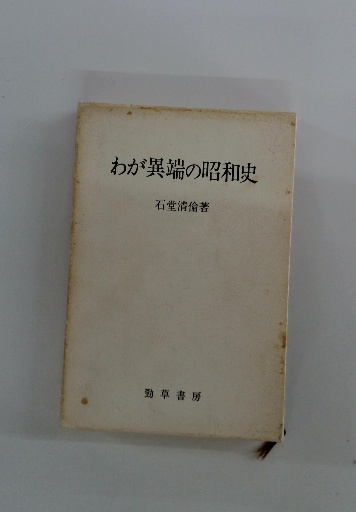 わが異端の昭和史
石堂清倫著
勁草書房